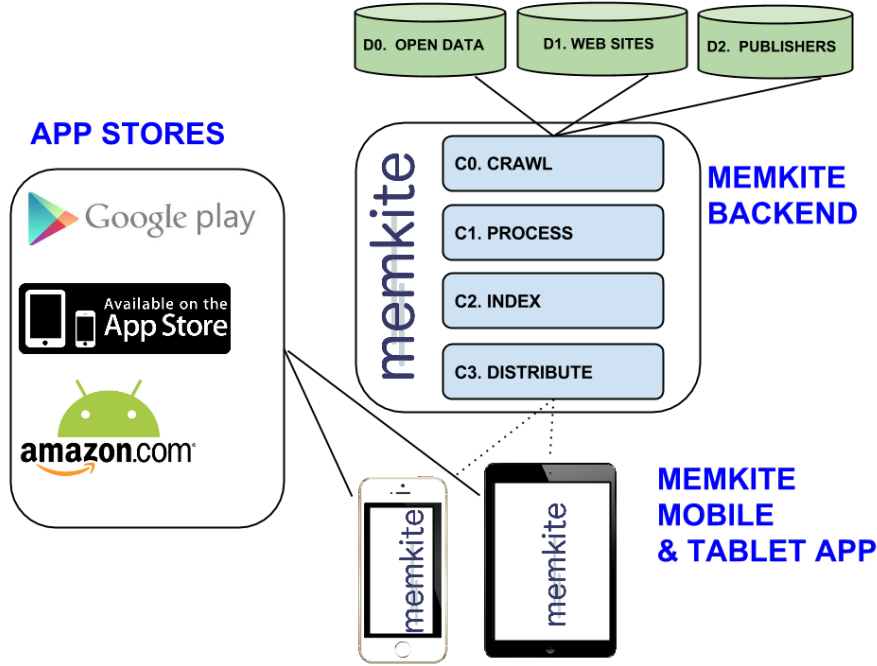 D0. OPEN DATA
D1. WEB SITES
D2. PUBLISHERS
APP STORES
Google play
Available on the
App Store
amazon.com
memkite
C0. CRAWL
C1. PROCESS
C2. INDEX
C3. DISTRIBUTE
MEMKITE
BACKEND
memkite
memkite
MEMKITE
MOBILE
& TABLET APP